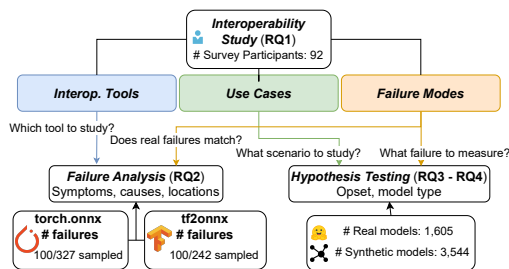 Interoperability
Study (RQ1)
# Survey Participants: 92
Interop. Tools
Use Cases
Failure Modes
Which tool to study?
Does real failures match?
What scenario to study?
What failure to measure?
Failure Analysis (RQ2)
Symptoms, causes, locations
Hypothesis Testing (RQ3 - RQ4)
Opset, model type
torch.onnx
# failures
100/327 sampled
tf2onnx
# failures
100/242 sampled
# Real models: 1,605
# Synthetic models: 3,544